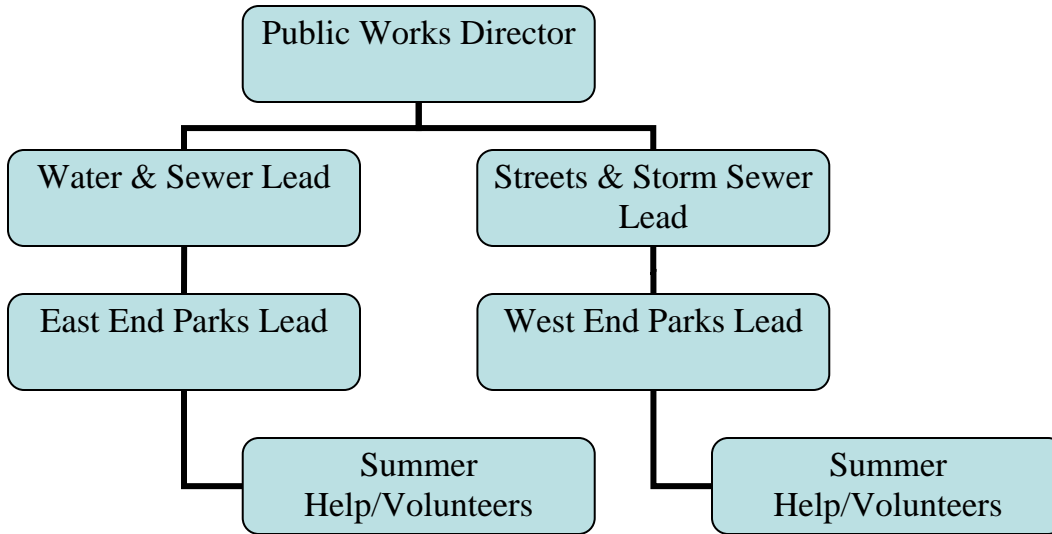 Public Works Director
Water & Sewer Lead
Streets & Storm Sewer
Lead
East End Parks Lead
West End Parks Lead
Summer
Help/Volunteers
Summer
Help/Volunteers